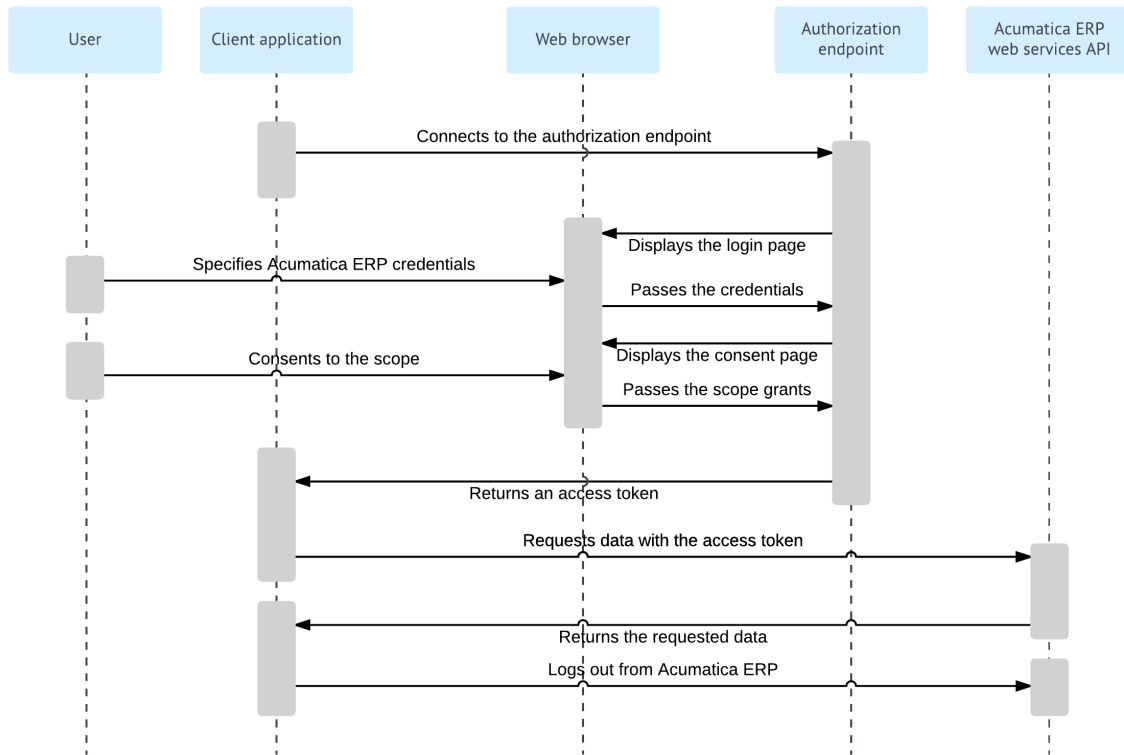 User
Client application
Web browser
Authorization
endpoint
Acumatica ERP
web services API
Connects to the authorization endpoint
Displays the login page
Specifies Acumatica ERP credentials
Passes the credentials
Displays the consent page
Consents to the scope
Passes the scope grants
Returns an access token
Requests data with the access token
Returns the requested data
Logs out from Acumatica ERP